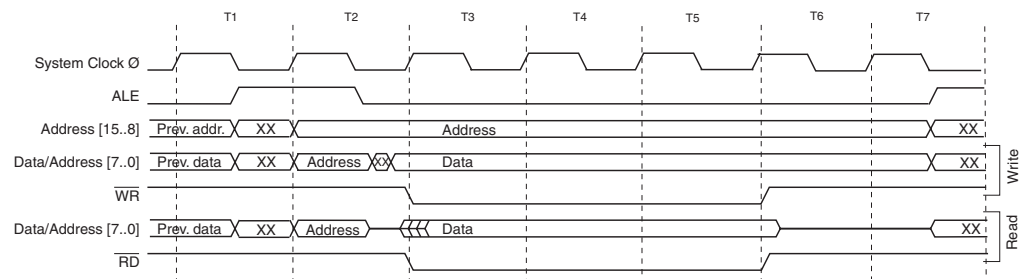 T1 T2 T3 T4 T5 T6 T7
System Clock Ø
ALE
Address [15..8] Prev. addr. XX Address XX
Data/Address [7..0] Prev. data XX Address XX Data XX
WR
Write
Data/Address [7..0] Prev. data XX Address Data XX
RD
Read